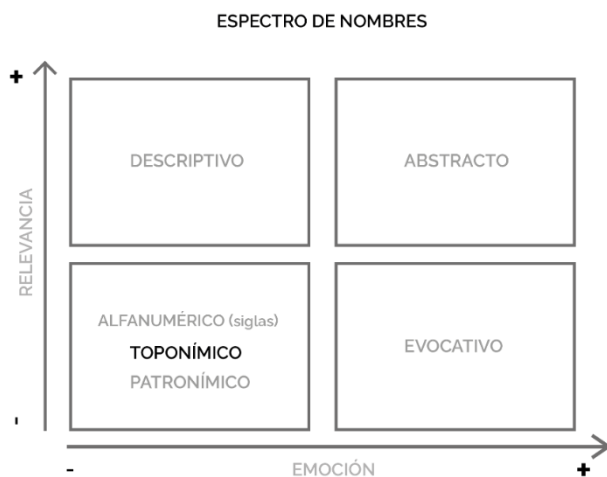 ESPECTRO DE NOMBRES
+
DESCRIPTIVO
ABSTRACTO
RELEVANCIA
ALFANUMÉRICO (siglas)
TOPONÍMICO
PATRONÍMICO
EVOCATIVO
-
-
EMOCIÓN
+